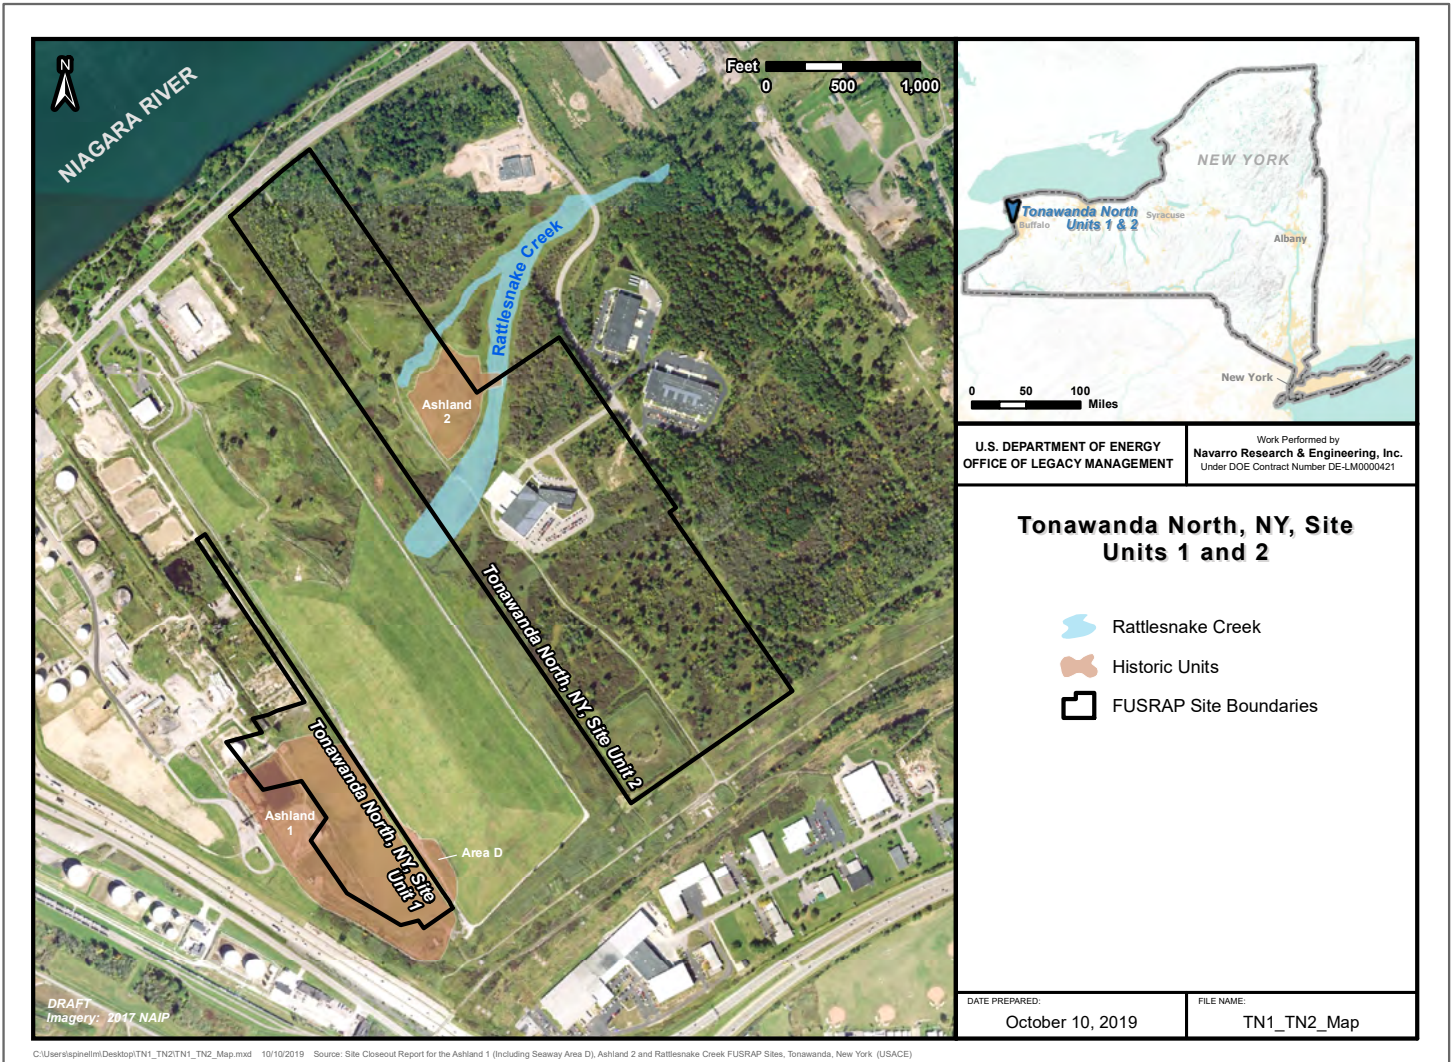 N
NIAGARA RIVER
Feet
0 500 1,000
Rattlesnake Creek
Ashland
2
Tonawanda North, NY, Site Unit 2
Tonawanda North, NY, Site
Unit 1
Ashland
1
Area D
DRAFT
Imagery: 2017 NAIP
NEW YORK
Tonawanda North
Units 1 & 2
Buffalo
Syracuse
Albany
New York
0 50 100
Miles
U.S. DEPARTMENT OF ENERGY
OFFICE OF LEGACY MANAGEMENT
Work Performed by
Navarro Research & Engineering, Inc.
Under DOE Contract Number DE-LM0000421
Tonawanda North, NY, Site
Units 1 and 2
Rattlesnake Creek
Historic Units
FUSRAP Site Boundaries
DATE PREPARED:
October 10, 2019
FILE NAME:
TN1_TN2_Map
C:\Users\spinellm\Desktop\TN1_TN2\TN1_TN2_Map.mxd 10/10/2019 Source: Site Closeout Report for the Ashland 1 (Including Seaway Area D), Ashland 2 and Rattlesnake Creek FUSRAP Sites, Tonawanda, New York (USACE)